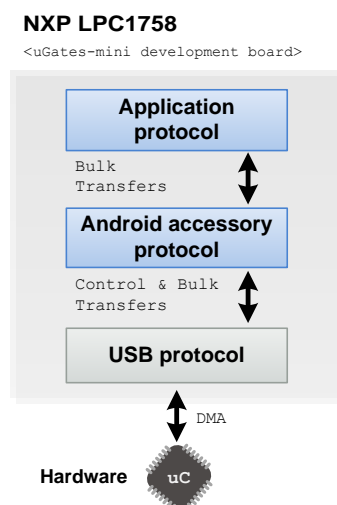 NXP LPC1758
<uGates-mini development board>
Application
protocol
Bulk
Transfers
Android accessory
protocol
Control & Bulk
Transfers
USB protocol
DMA
Hardware
uC